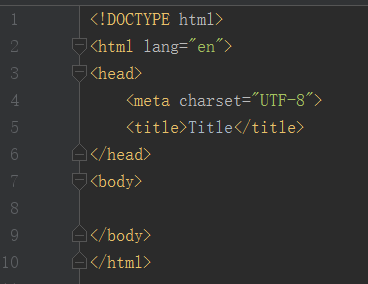 1 <!DOCTYPE html>
2 <html lang="en">
3 <head>
4     <meta charset="UTF-8">
5     <title>Title</title>
6 </head>
7 <body>
8
9 </body>
10 </html>